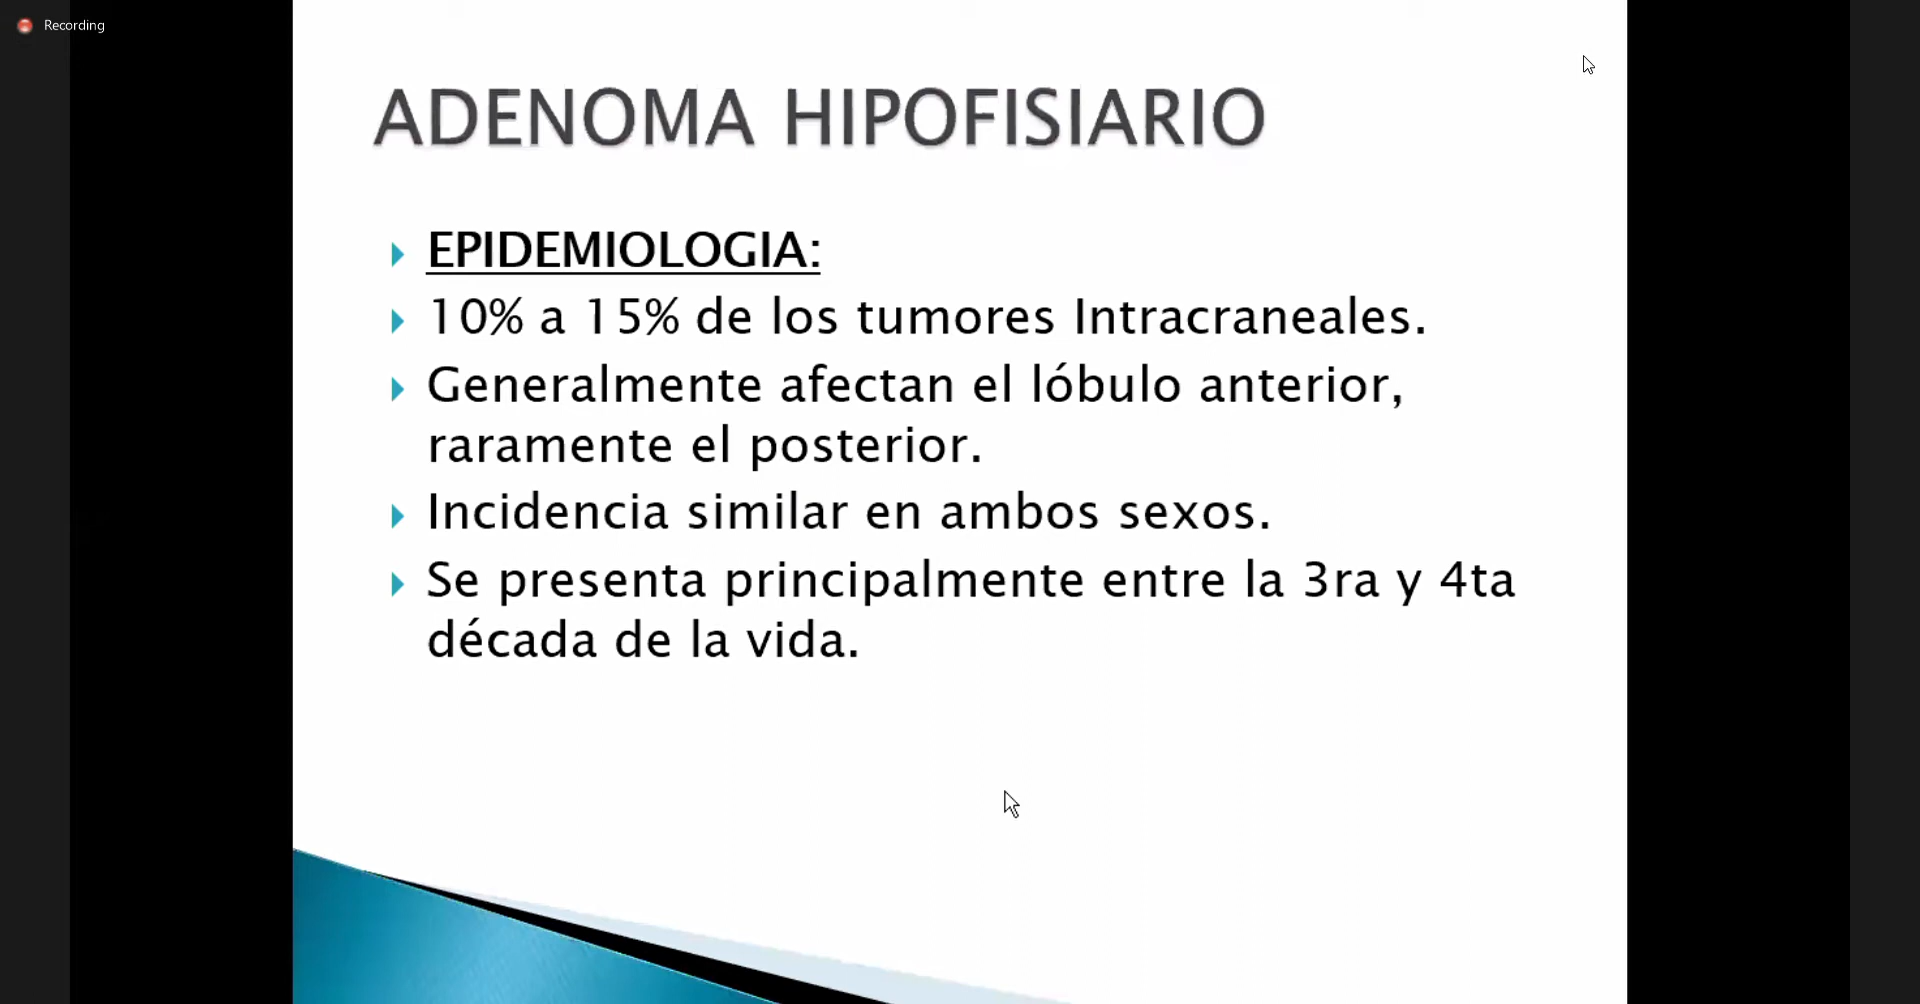 Recording
ADENOMA HIPOFISIARIO
EPIDEMIOLOGIA:
10% a 15% de los tumores Intracraneales.
Generalmente afectan el lóbulo anterior,
raramente el posterior.
Incidencia similar en ambos sexos.
Se presenta principalmente entre la 3ra y 4ta
década de la vida.